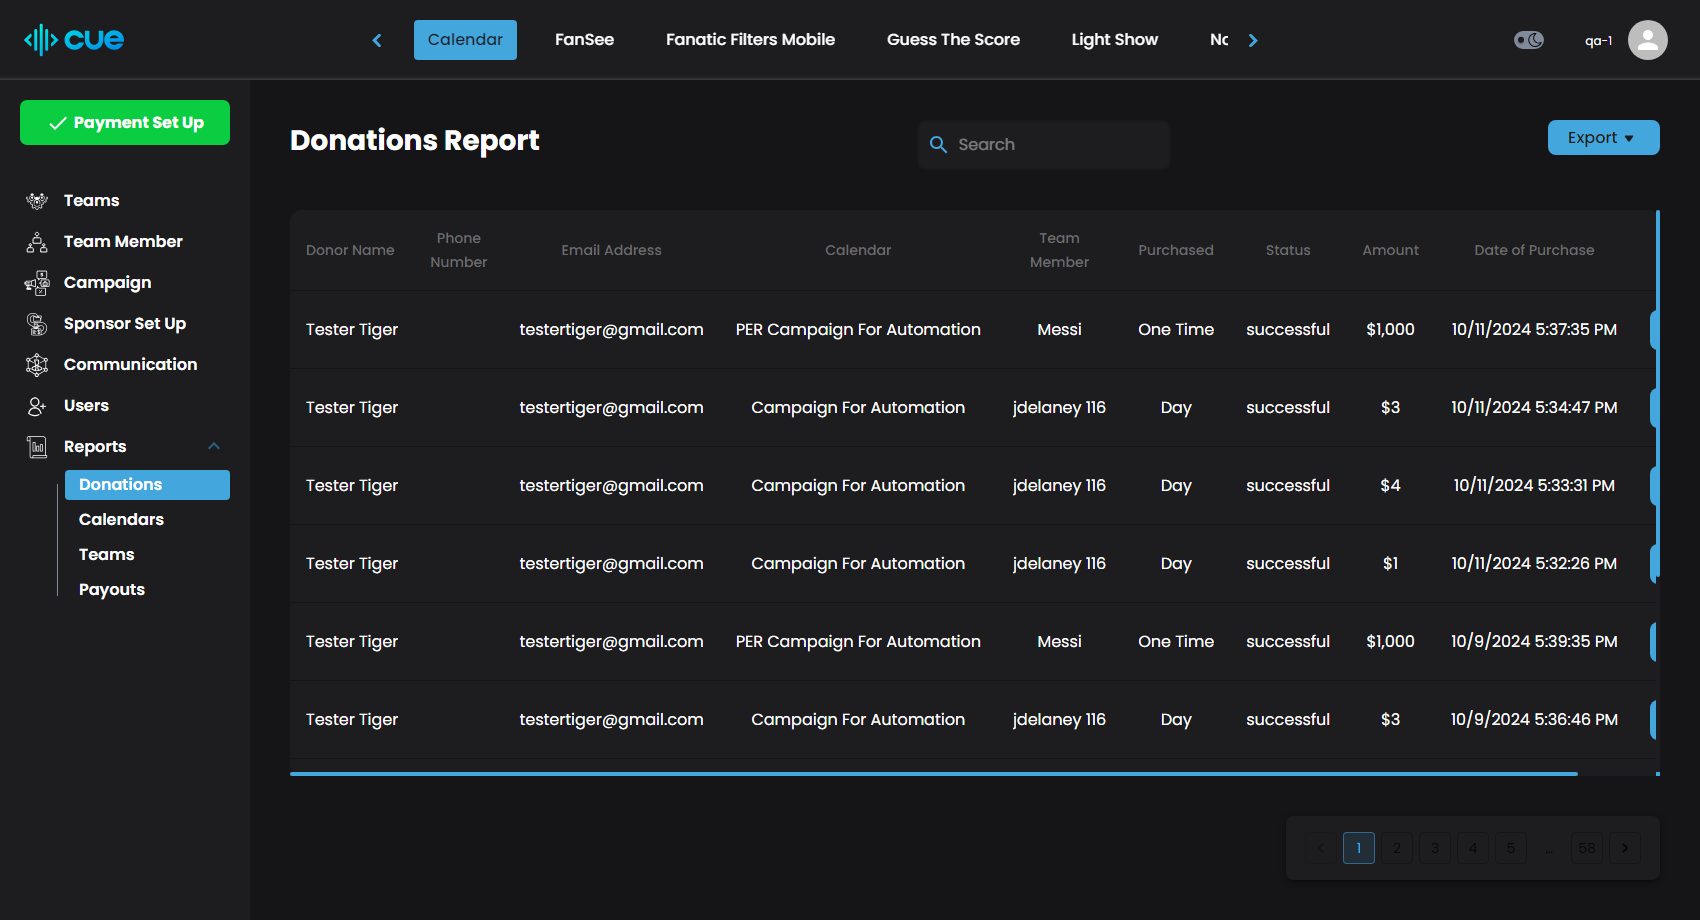 cue
Calendar
FanSee
Fanatic Filters Mobile
Guess The Score
Light Show
qa-1
Payment Set Up
Teams
Team Member
Campaign
Sponsor Set Up
Communication
Users
Reports
Donations
Calendars
Teams
Payouts
Donations Report
Search
Export
Donor Name Phone Number Email Address Calendar Team Member Purchased Status Amount Date of Purchase
Tester Tiger testertiger@gmail.com PER Campaign For Automation Messi One Time successful $1,000 10/11/2024 5:37:35 PM
Tester Tiger testertiger@gmail.com Campaign For Automation jdelaney 116 Day successful $3 10/11/2024 5:34:47 PM
Tester Tiger testertiger@gmail.com Campaign For Automation jdelaney 116 Day successful $4 10/11/2024 5:33:31 PM
Tester Tiger testertiger@gmail.com Campaign For Automation jdelaney 116 Day successful $1 10/11/2024 5:32:26 PM
Tester Tiger testertiger@gmail.com PER Campaign For Automation Messi One Time successful $1,000 10/9/2024 5:39:35 PM
Tester Tiger testertiger@gmail.com Campaign For Automation jdelaney 116 Day successful $3 10/9/2024 5:36:46 PM
1 2 3 4 5 ... 58